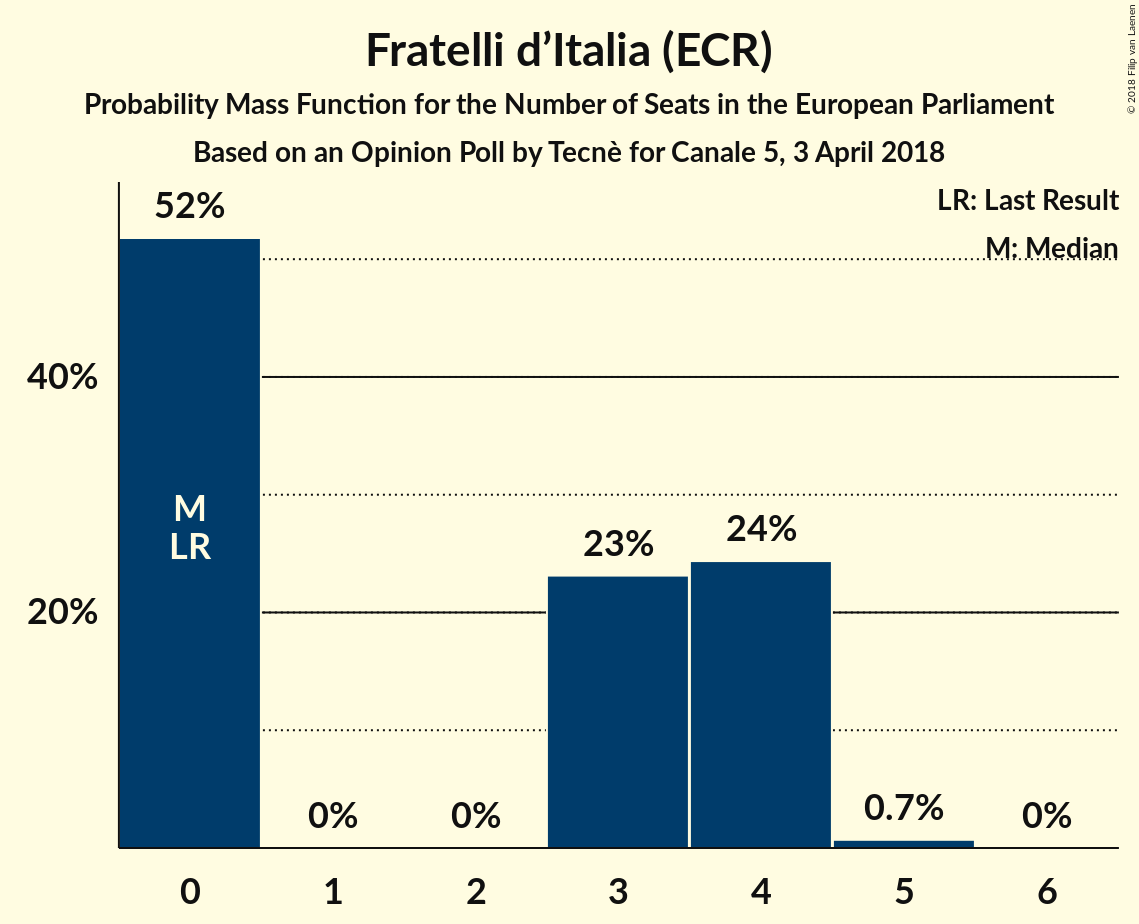 Fratelli d’Italia (ECR)
Probability Mass Function for the Number of Seats in the European Parliament
Based on an Opinion Poll by Tecnè for Canale 5, 3 April 2018
© 2018 Filip van Laenen
LR: Last Result
M: Median
52%
40%
M
LR
23%
24%
20%
0%
0%
0.7%
0%
0
1
2
3
4
5
6